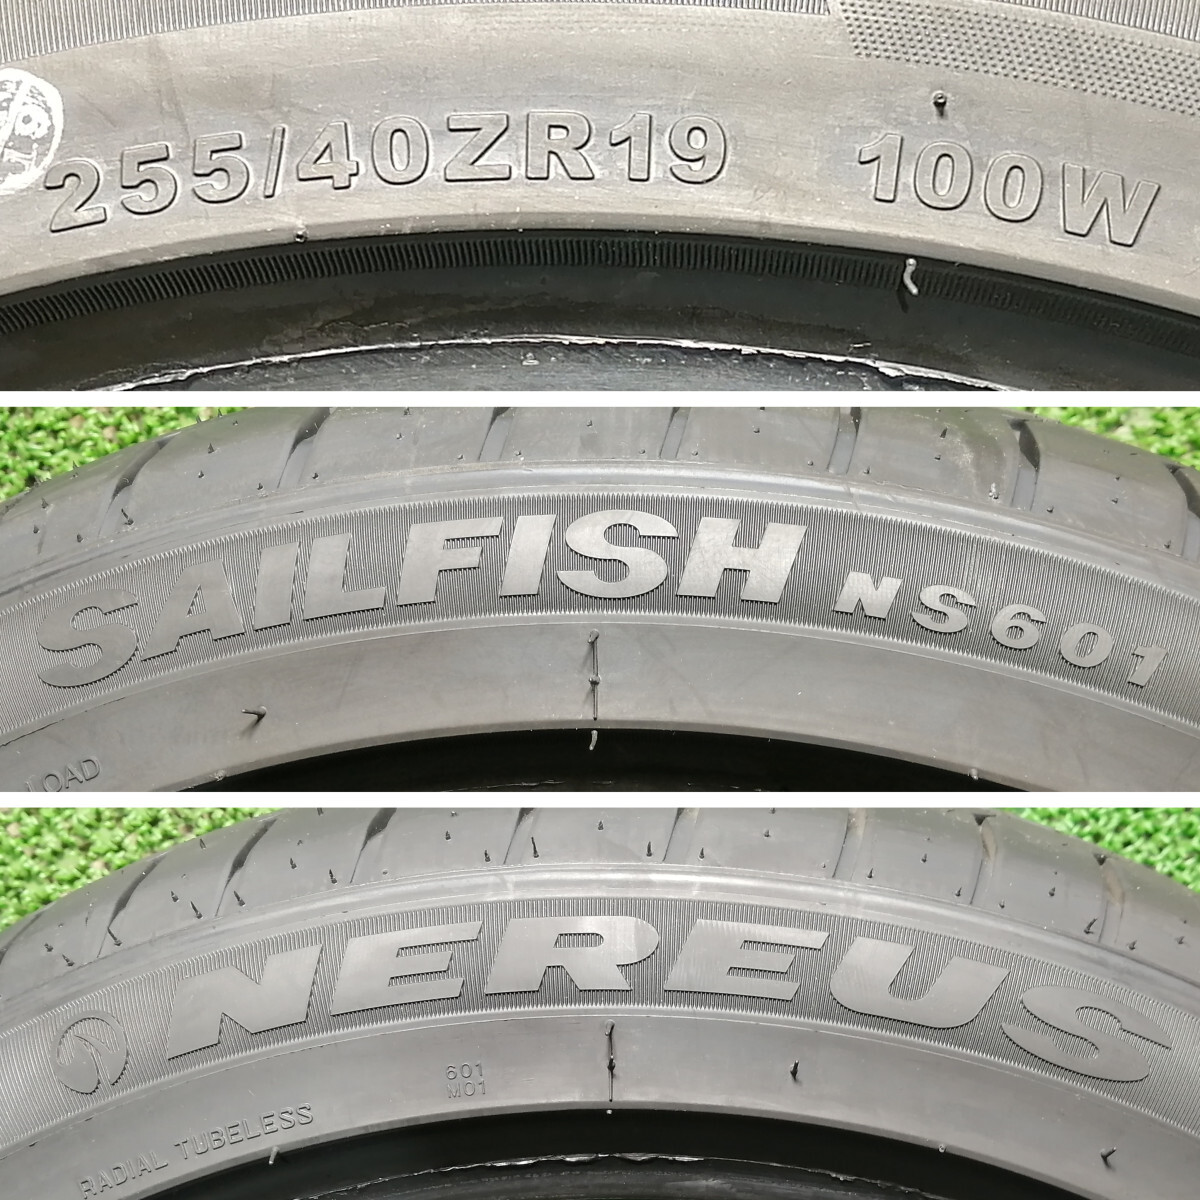 255/40ZR19 100W
SAILFISH NS601
LOAD
NEREUS
601
M01
RADIAL TUBELESS